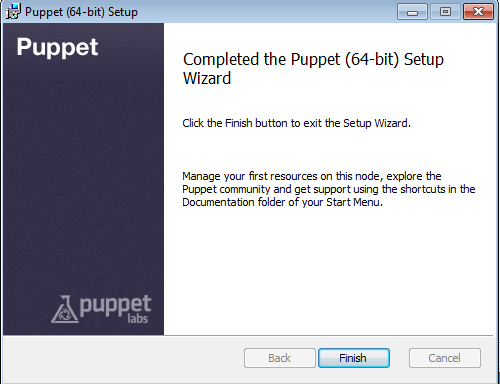 Puppet (64-bit) Setup
Puppet
Completed the Puppet (64-bit) Setup
Wizard
Click the Finish button to exit the Setup Wizard.
Manage your first resources on this node, explore the
Puppet community and get support using the shortcuts in the
Documentation folder of your Start Menu.
puppet
labs
Back
Finish
Cancel